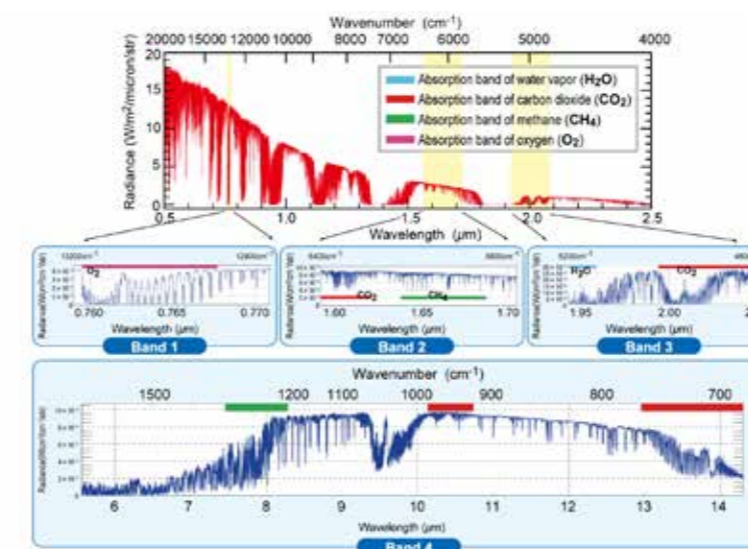 Wavenumber (cm-1)
20000 15000 12000 10000 8000 7000 6000 5000 4000
Radiance (W/m2/micron/str)
20
15
10
5
0
Absorption band of water vapor (H2O)
Absorption band of carbon dioxide (CO2)
Absorption band of methane (CH4)
Absorption band of oxygen (O2)
0.5 1.0 1.5 2.0 2.5
Wavelength (μm)
O2
0.760 0.765 0.770
Wavelength (μm)
Band 1
CO2 CH4
1.60 1.65 1.70
Wavelength (μm)
Band 2
H2O CO2
1.95 2.00
Wavelength (μm)
Band 3
Wavenumber (cm-1)
1500 1200 1100 1000 900 800 700
6 7 8 9 10 11 12 13 14
Wavelength (μm)
Band 4